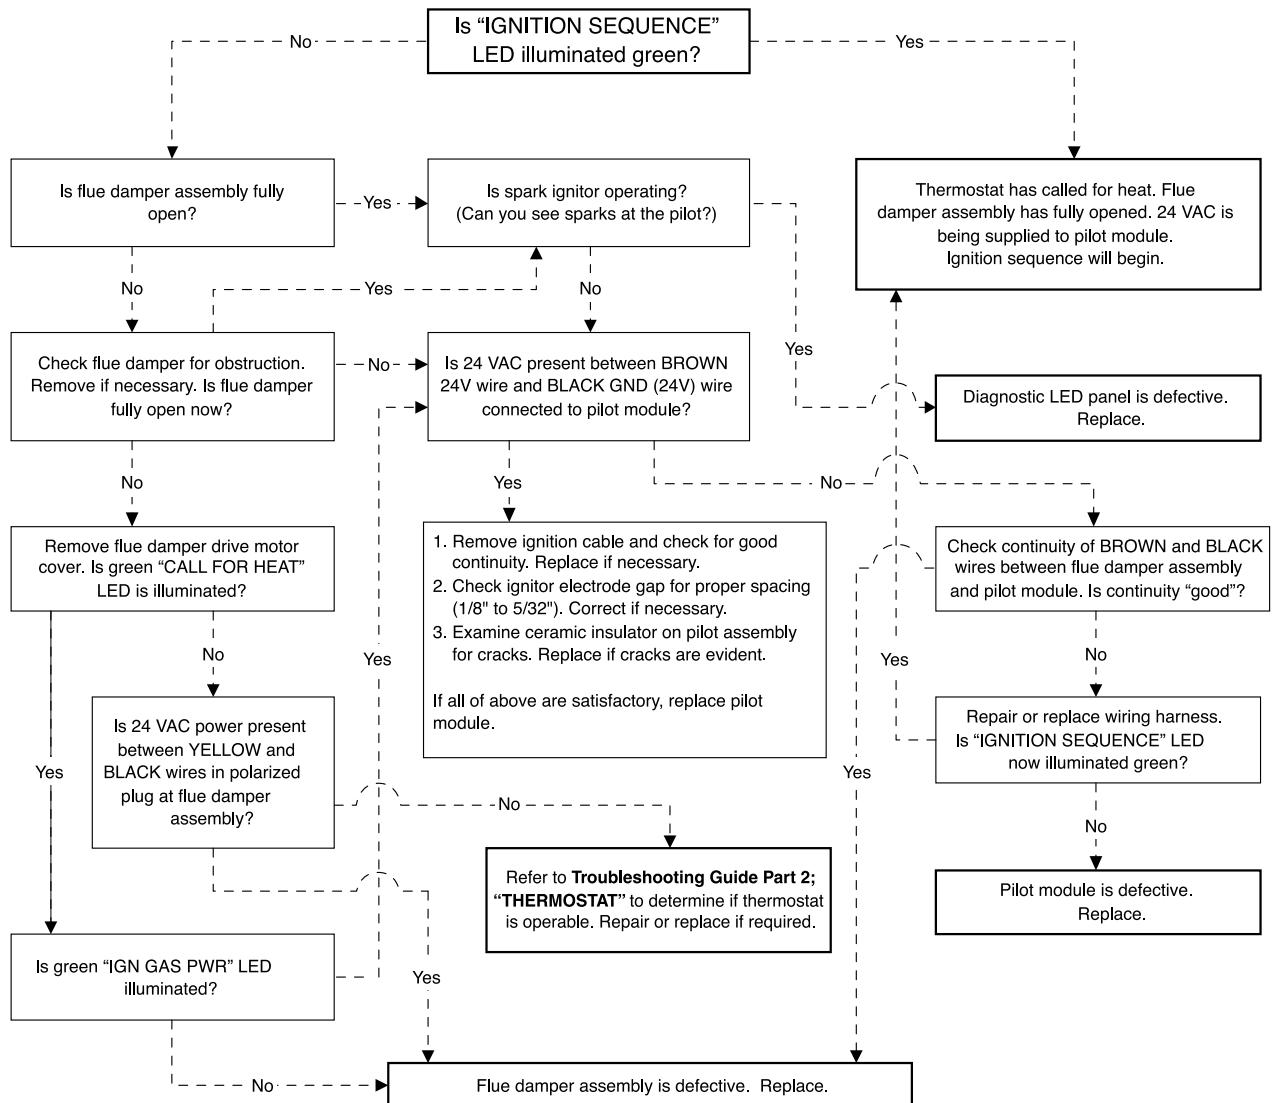 Is “IGNITION SEQUENCE”
LED illuminated green?
No
Yes
Is flue damper assembly fully
open?
Yes
Is spark ignitor operating?
(Can you see sparks at the pilot?)
Thermostat has called for heat. Flue
damper assembly has fully opened. 24 VAC is
being supplied to pilot module.
Ignition sequence will begin.
No
Yes
No
Yes
Check flue damper for obstruction.
Remove if necessary. Is flue damper
fully open now?
No
Is 24 VAC present between BROWN
24V wire and BLACK GND (24V) wire
connected to pilot module?
Diagnostic LED panel is defective.
Replace.
No
Yes
No
Remove flue damper drive motor
cover. Is green “CALL FOR HEAT”
LED is illuminated?
1. Remove ignition cable and check for good
continuity. Replace if necessary.
2. Check ignitor electrode gap for proper spacing
(1/8" to 5/32"). Correct if necessary.
3. Examine ceramic insulator on pilot assembly
for cracks. Replace if cracks are evident.
If all of above are satisfactory, replace pilot
module.
Check continuity of BROWN and BLACK
wires between flue damper assembly
and pilot module. Is continuity “good”?
No
Yes
Yes
No
Is 24 VAC power present
between YELLOW and
BLACK wires in polarized
plug at flue damper
assembly?
Repair or replace wiring harness.
Is “IGNITION SEQUENCE” LED
now illuminated green?
Yes
Yes
No
No
Refer to Troubleshooting Guide Part 2;
“THERMOSTAT” to determine if thermostat
is operable. Repair or replace if required.
Pilot module is defective.
Replace.
Is green “IGN GAS PWR” LED
illuminated?
Yes
No
Flue damper assembly is defective. Replace.